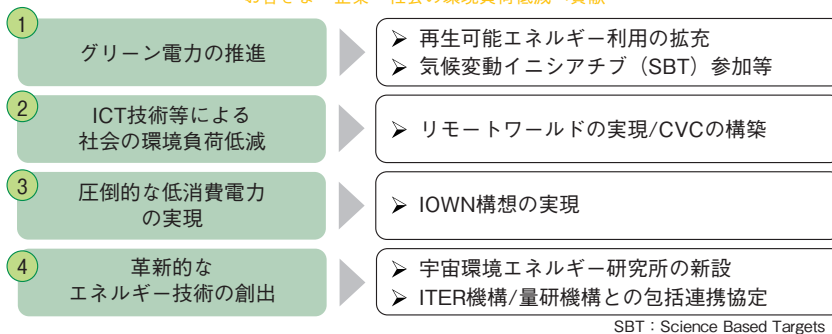 1
グリーン電力の推進
➢ 再生可能エネルギー利用の拡充
➢ 気候変動イニシアチブ（SBT）参加等
2
ICT技術等による
社会の環境負荷低減
➢ リモートワールドの実現/CVCの構築
3
圧倒的な低消費電力
の実現
➢ IOWN構想の実現
4
革新的な
エネルギー技術の創出
➢ 宇宙環境エネルギー研究所の新設
➢ ITER機構/量研機構との包括連携協定
SBT：Science Based Targets